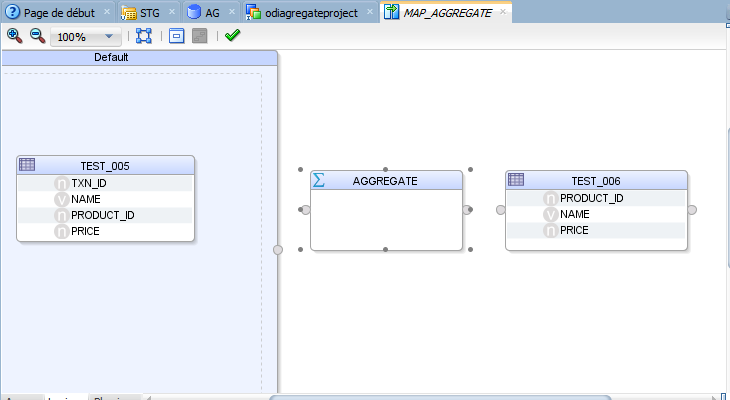 Page de début STG AG odiagregateproject MAP_AGGREGATE
100%
Default
TEST_005
n TXN_ID
v NAME
n PRODUCT_ID
n PRICE
AGGREGATE
TEST_006
n PRODUCT_ID
v NAME
n PRICE